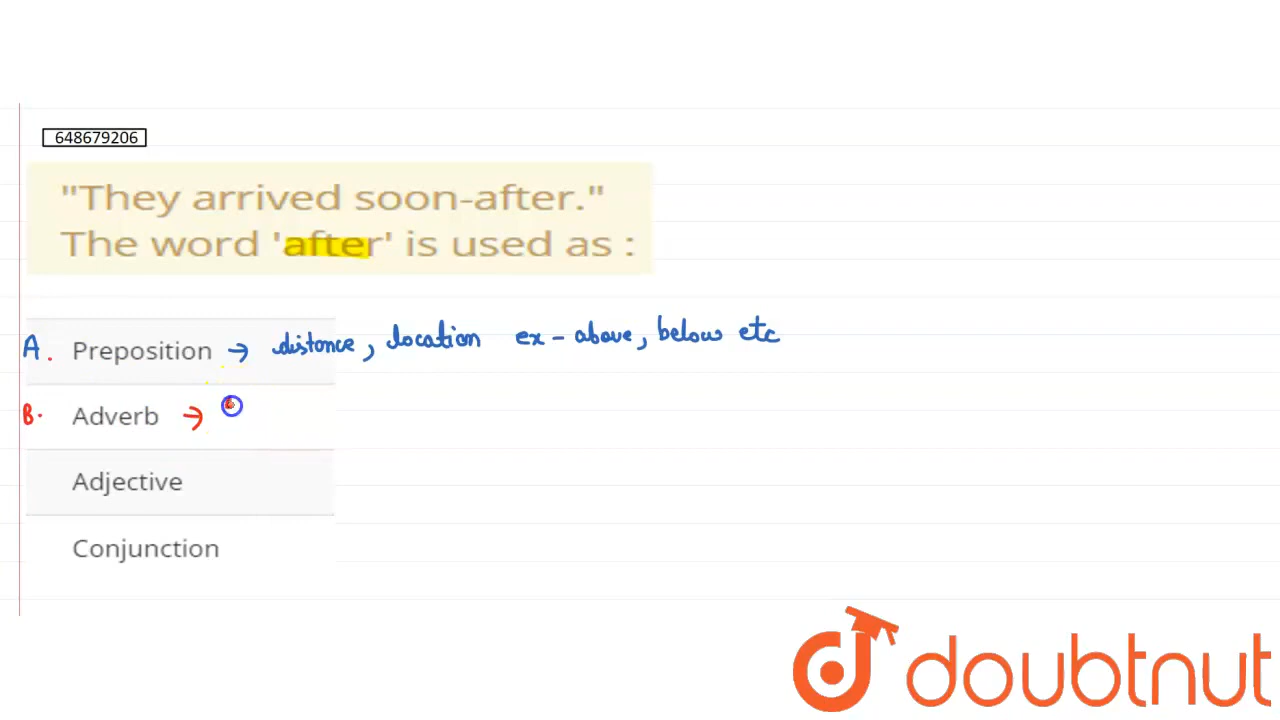 648679206
"They arrived soon-after."
The word 'after' is used as :
A. Preposition → distance, location ex - above, below etc
B. Adverb →
Adjective
Conjunction
doubtnut